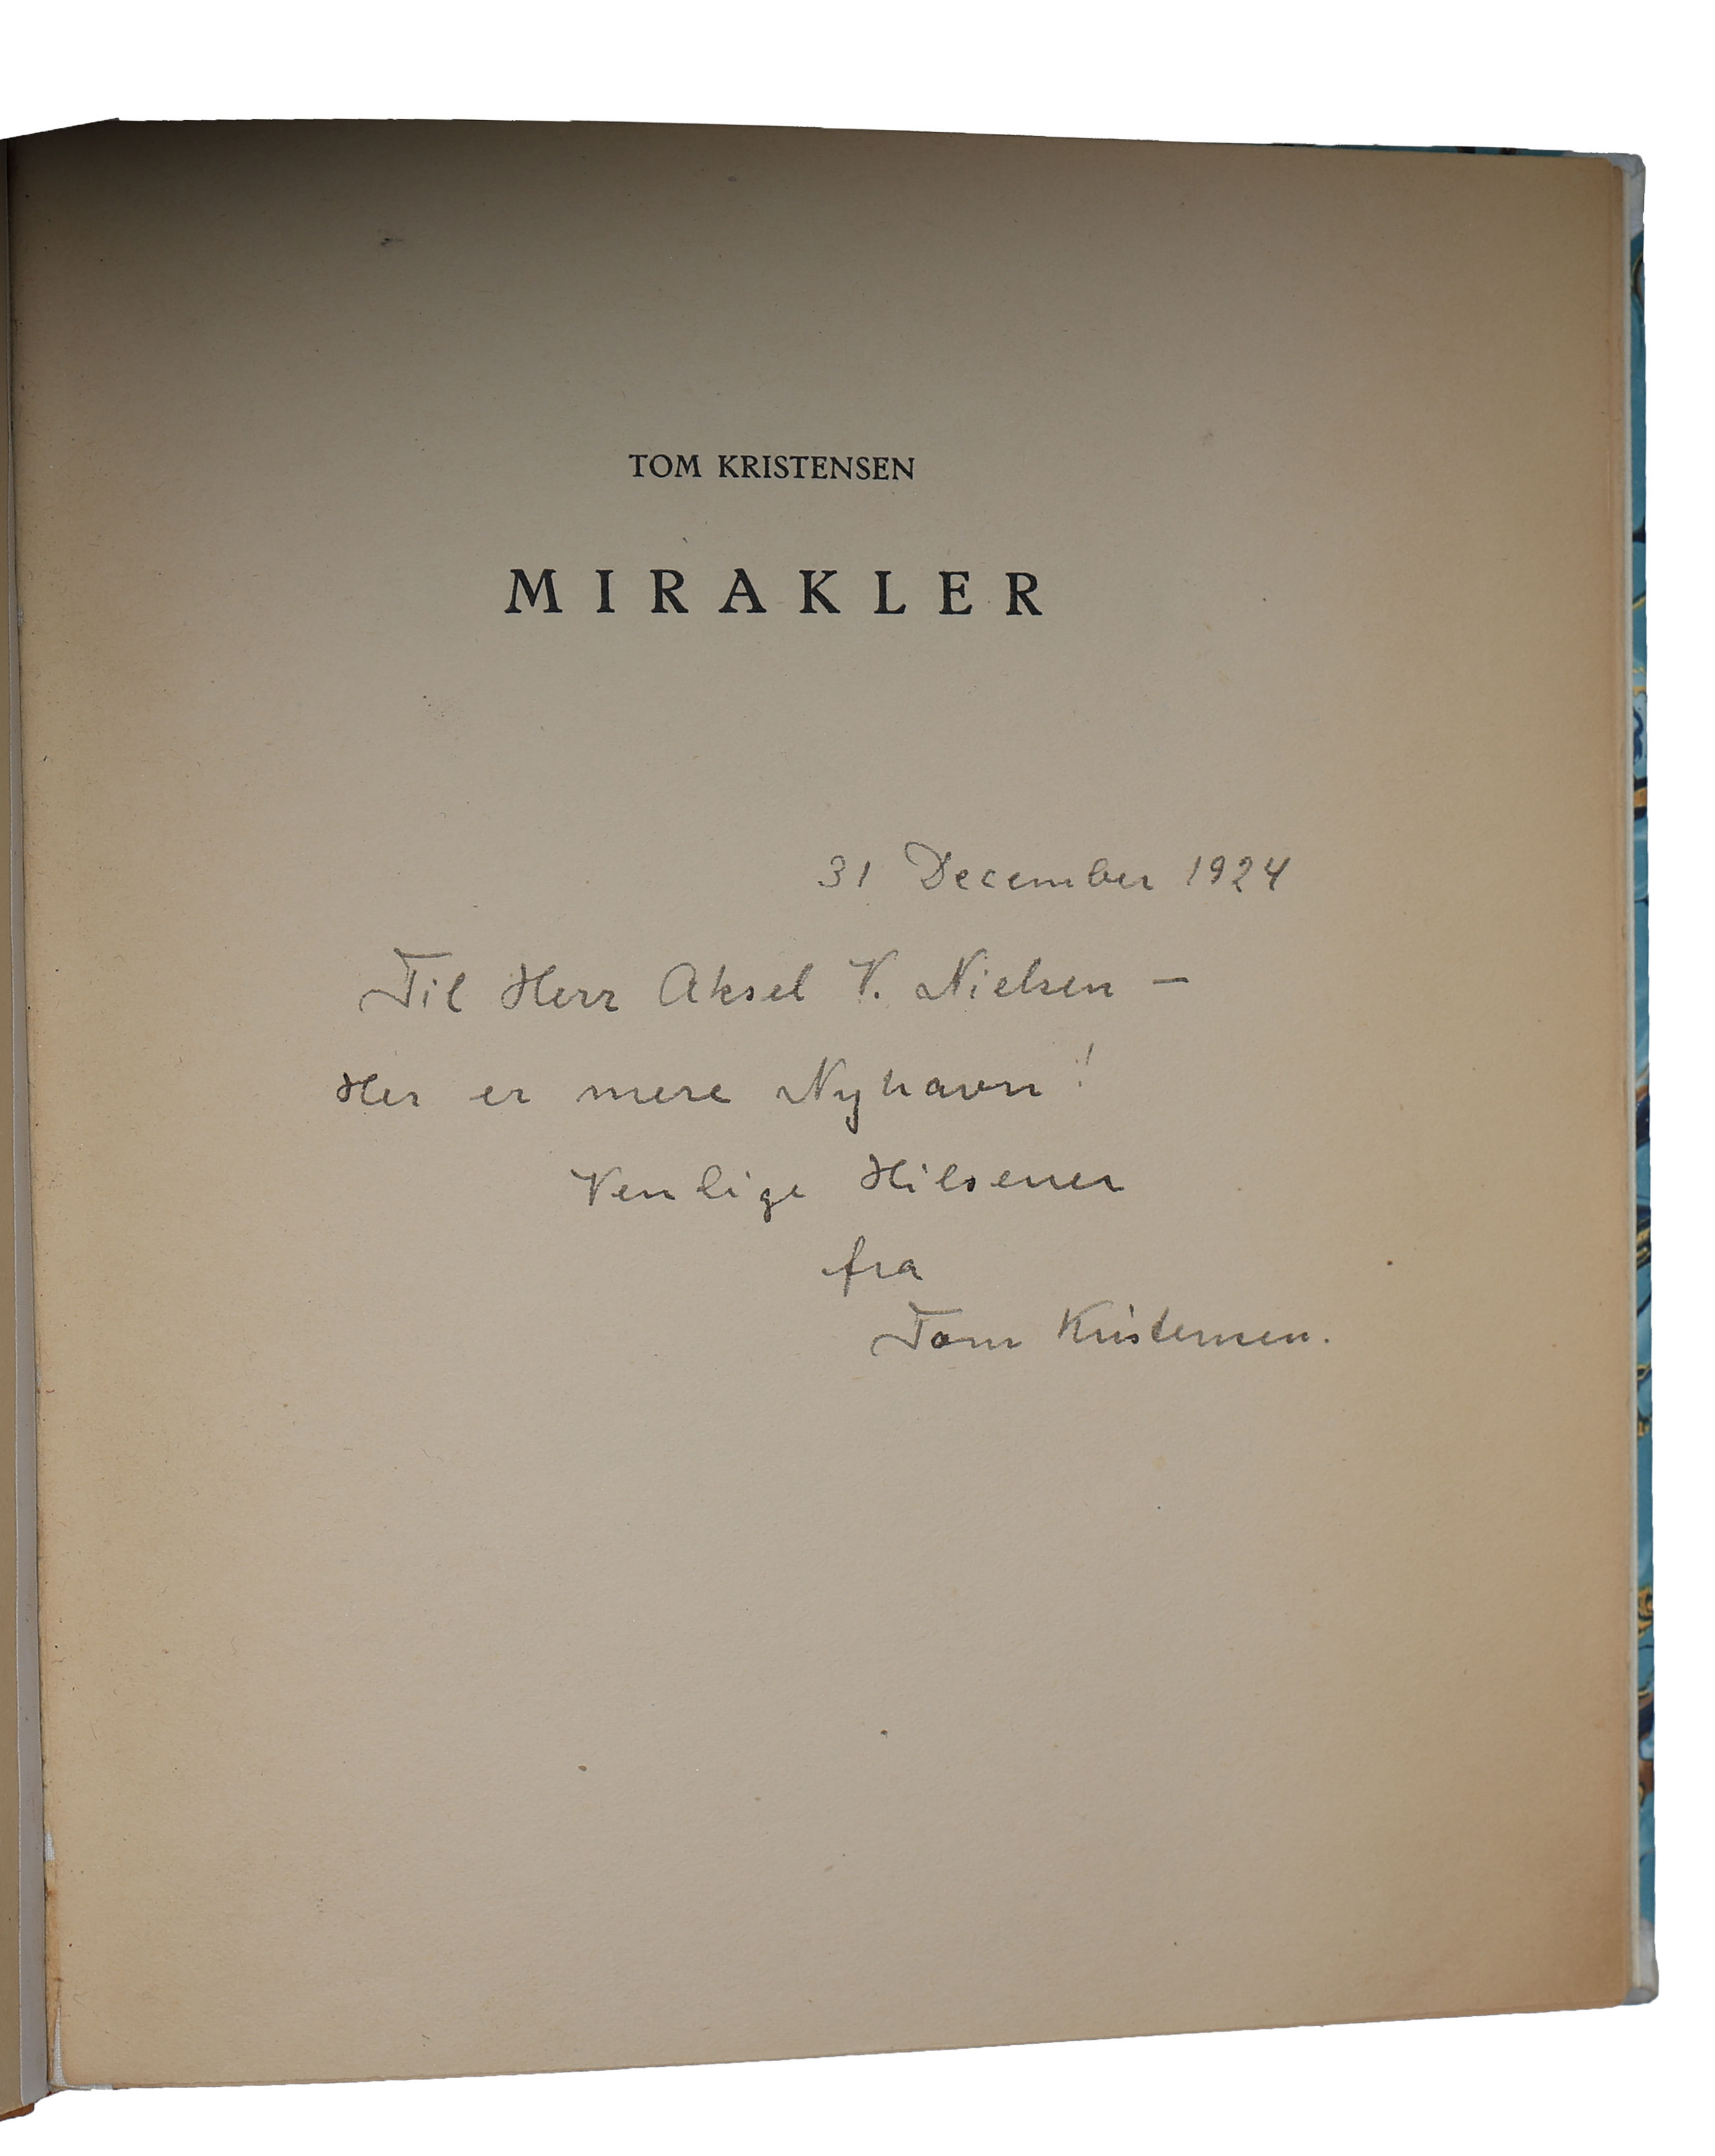 TOM KRISTENSEN
MIRAKLER
31 December 1924
Til Herr Aksel V. Nielsen —
Her er mere Nyhavn!
Venlige Hilsener
fra
Tom Kristensen.